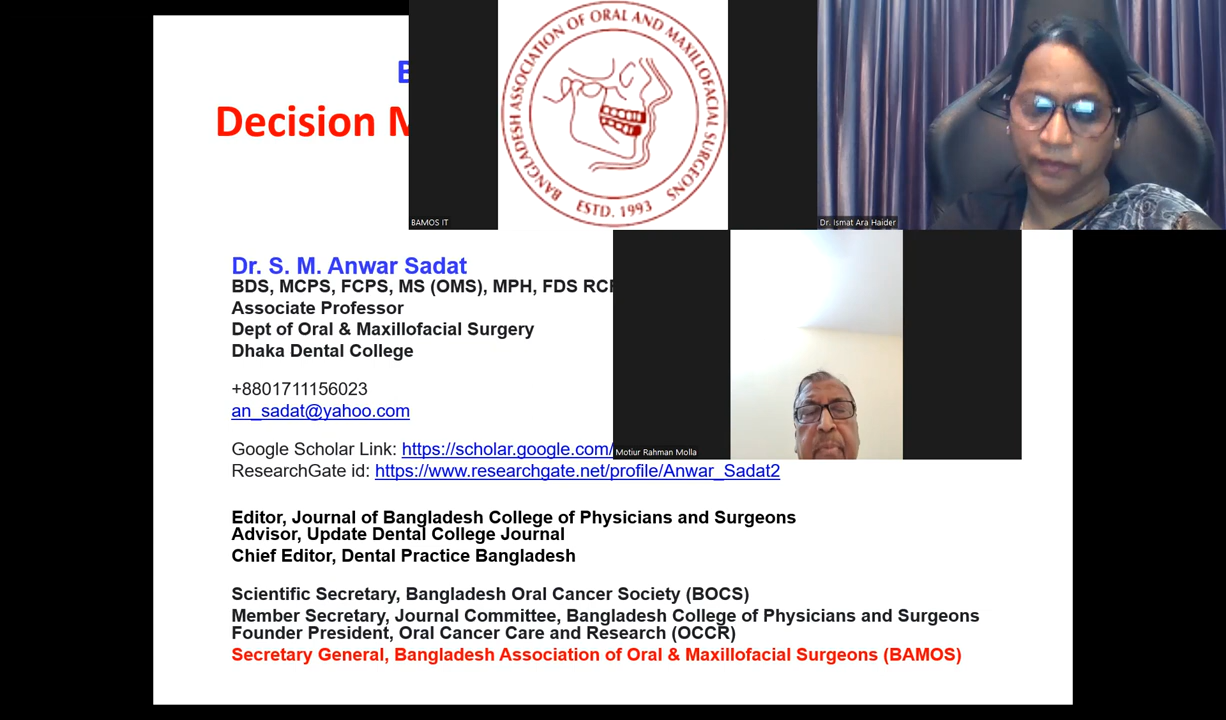 BANGLADESH ASSOCIATION OF ORAL AND MAXILLOFACIAL SURGEONS
ESTD. 1993
Decision
BAMOS IT
Dr. Ismat Ara Haider
Dr. S. M. Anwar Sadat
BDS, MCPS, FCPS, MS (OMS), MPH, FDS
Associate Professor
Dept of Oral & Maxillofacial Surgery
Dhaka Dental College
+8801711156023
an_sadat@yahoo.com
Google Scholar Link: https://scholar.google.com/
Motiur Rahman Molla
ResearchGate id: https://www.researchgate.net/profile/Anwar_Sadat2
Editor, Journal of Bangladesh College of Physicians and Surgeons
Advisor, Update Dental College Journal
Chief Editor, Dental Practice Bangladesh
Scientific Secretary, Bangladesh Oral Cancer Society (BOCS)
Member Secretary, Journal Committee, Bangladesh College of Physicians and Surgeons
Founder President, Oral Cancer Care and Research (OCCR)
Secretary General, Bangladesh Association of Oral & Maxillofacial Surgeons (BAMOS)